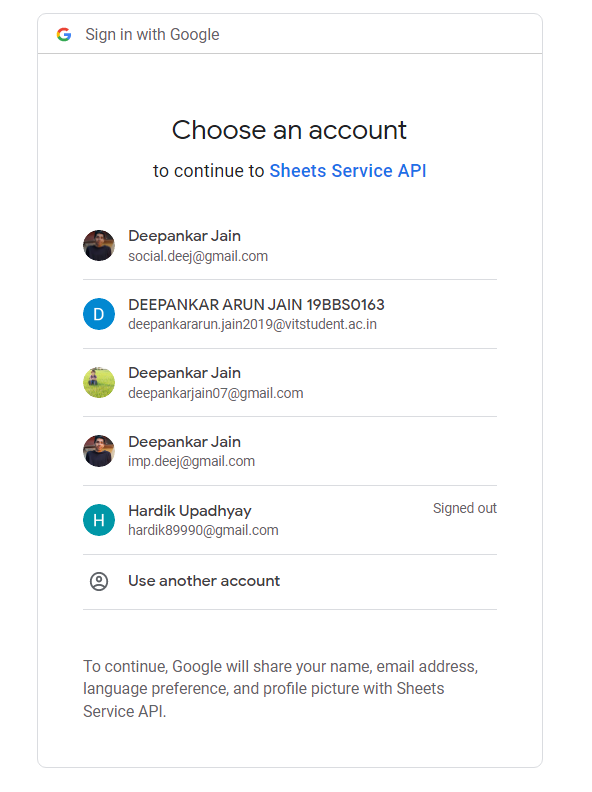 Sign in with Google
Choose an account
to continue to Sheets Service API
Deepankar Jain
social.deej@gmail.com
D
DEEPANKAR ARUN JAIN 19BBS0163
deepankararun.jain2019@vitstudent.ac.in
Deepankar Jain
deepankarjain07@gmail.com
Deepankar Jain
imp.deej@gmail.com
H
Hardik Upadhyay
Signed out
hardik89990@gmail.com
Use another account
To continue, Google will share your name, email address,
language preference, and profile picture with Sheets
Service API.